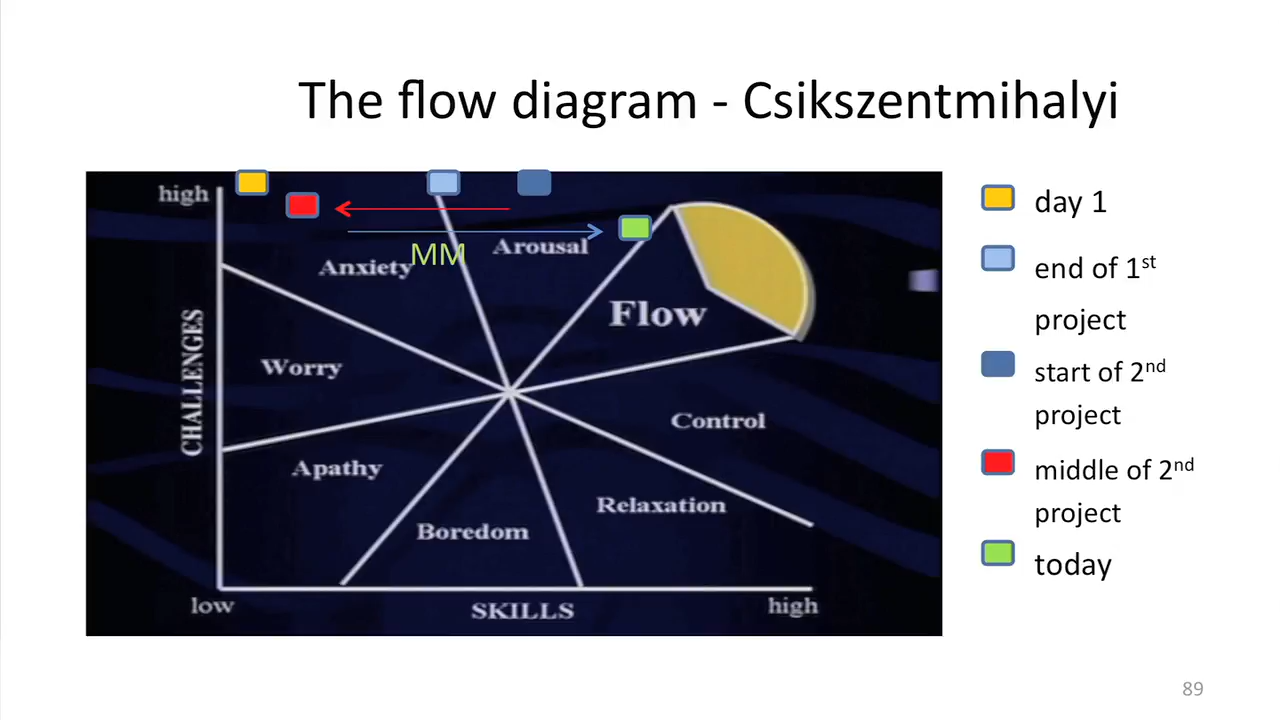 The flow diagram - Csikszentmihalyi
high
Anxiety
MM
Arousal
Flow
CHALLENGES
Worry
Control
Apathy
Relaxation
Boredom
low
SKILLS
high
day 1
end of 1st
project
start of 2nd
project
middle of 2nd
project
today
89